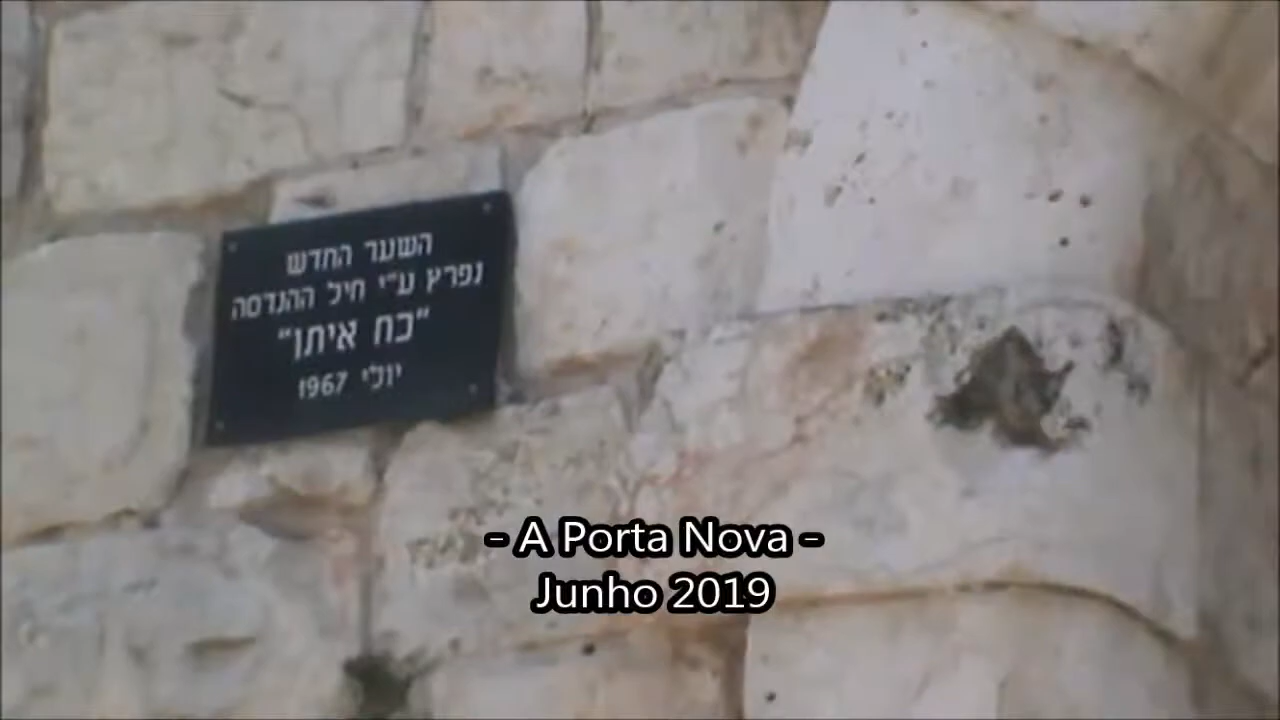 השער החדש
נפרץ ע"י חיל ההנדסה
"כח איתן"
יולי 1967
- A Porta Nova -
Junho 2019